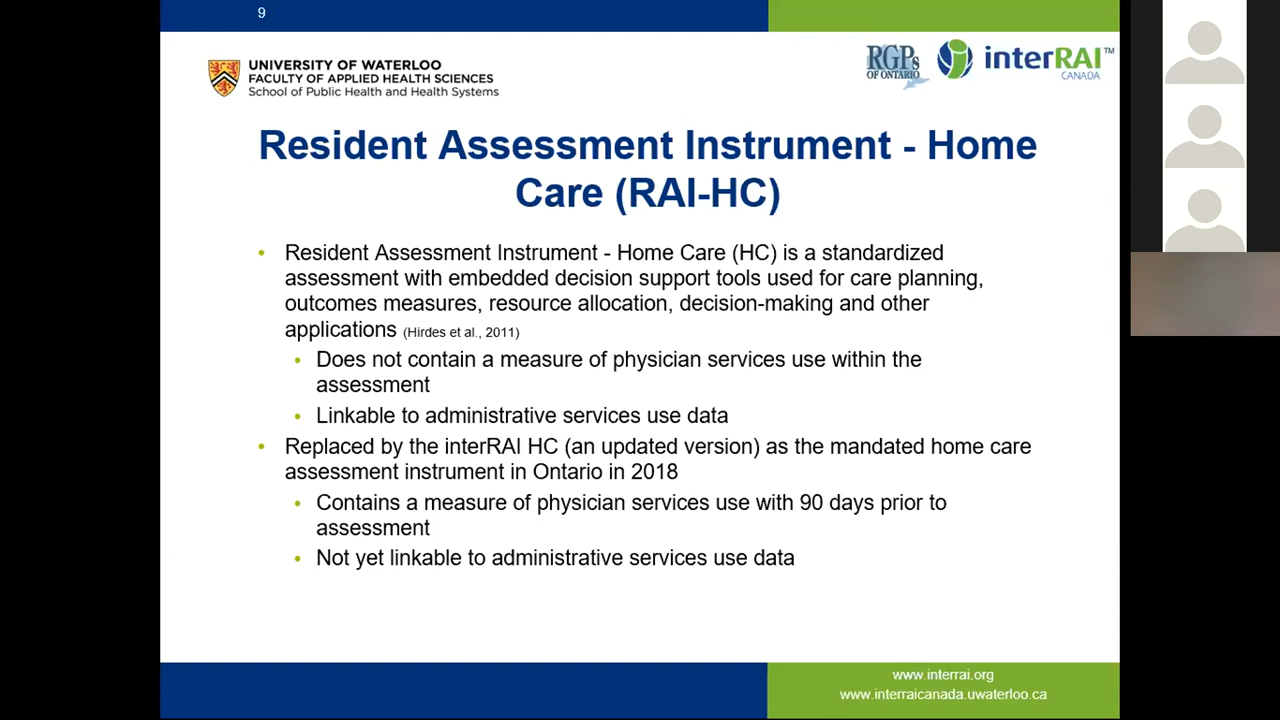 9
UNIVERSITY OF WATERLOO
FACULTY OF APPLIED HEALTH SCIENCES
School of Public Health and Health Systems
RGPs
OF ONTARIO
interRAI™
CANADA
Resident Assessment Instrument - Home
Care (RAI-HC)
• Resident Assessment Instrument - Home Care (HC) is a standardized
assessment with embedded decision support tools used for care planning,
outcomes measures, resource allocation, decision-making and other
applications (Hirdes et al., 2011)
• Does not contain a measure of physician services use within the
assessment
• Linkable to administrative services use data
• Replaced by the interRAI HC (an updated version) as the mandated home care
assessment instrument in Ontario in 2018
• Contains a measure of physician services use with 90 days prior to
assessment
• Not yet linkable to administrative services use data
www.interrai.org
www.interraicanada.uwaterloo.ca